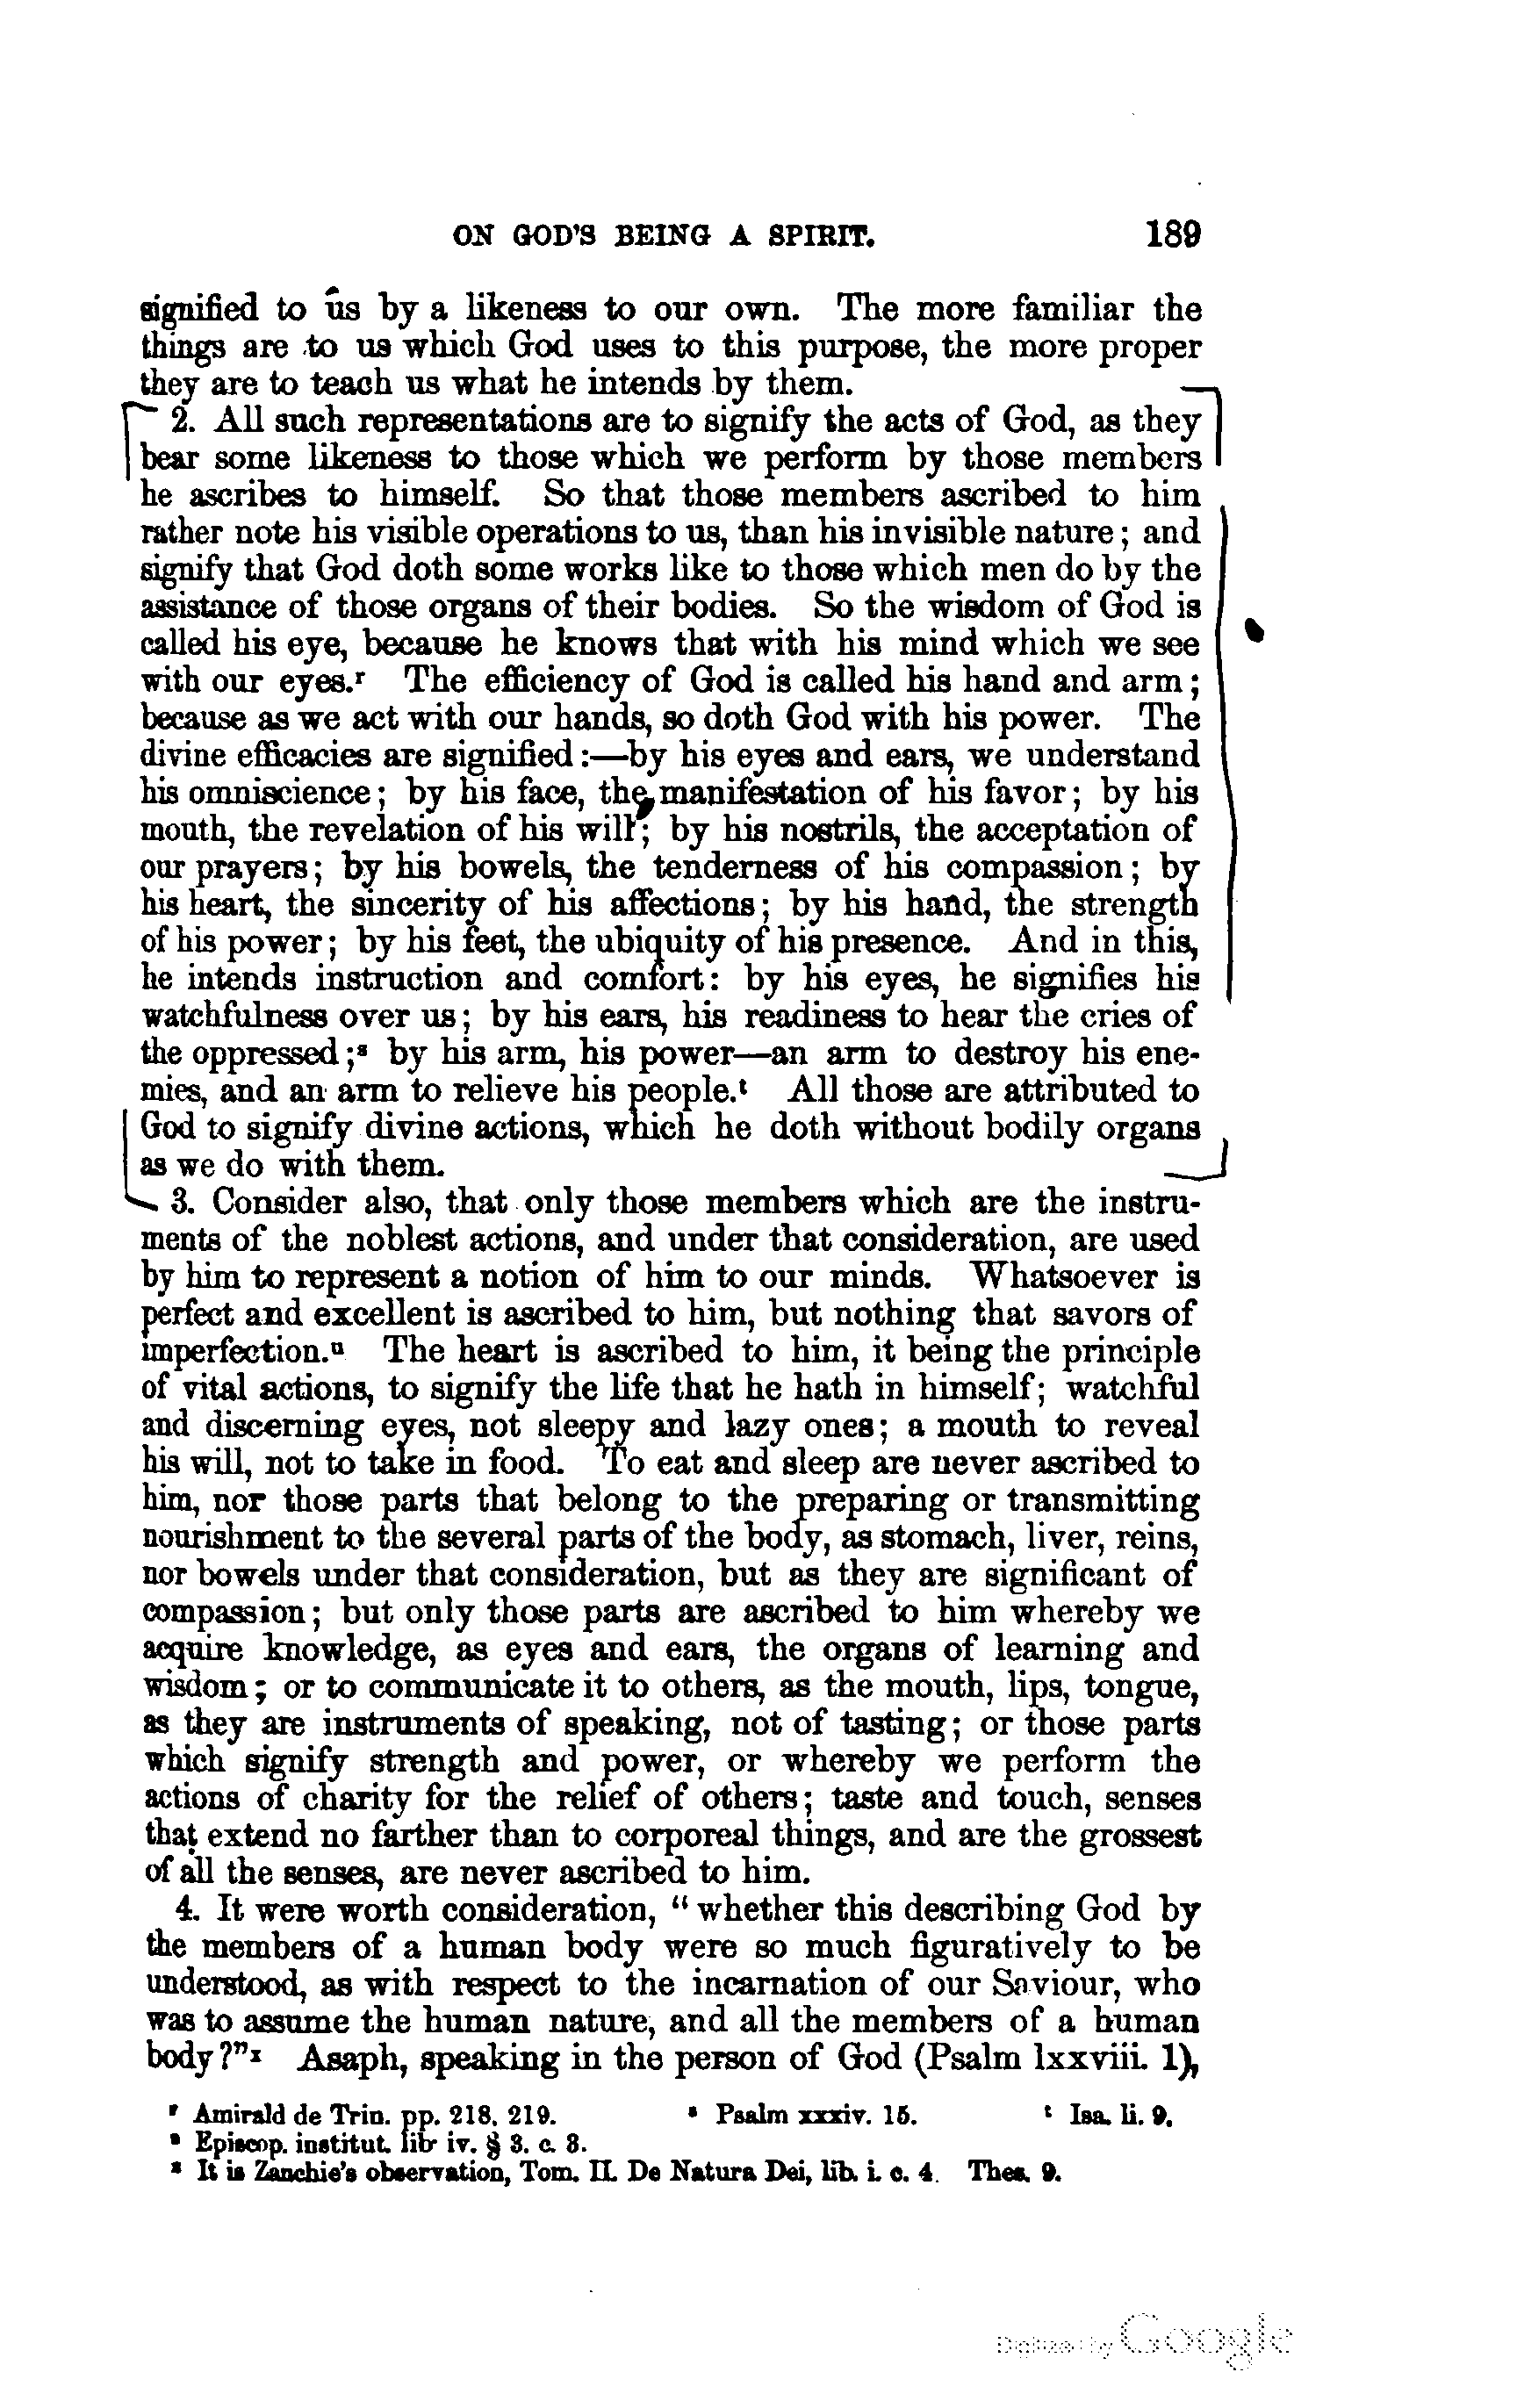 ON GOD'S BEING A SPIRIT. 189
signified to us by a likeness to our own. The more familiar the
things are to us which God uses to this purpose, the more proper
they are to teach us what he intends by them.
2. All such representations are to signify the acts of God, as they
bear some likeness to those which we perform by those members
he ascribes to himself. So that those members ascribed to him
rather note his visible operations to us, than his invisible nature; and
signify that God doth some works like to those which men do by the
assistance of those organs of their bodies. So the wisdom of God is
called his eye, because he knows that with his mind which we see
with our eyes.r The efficiency of God is called his hand and arm;
because as we act with our hands, so doth God with his power. The
divine efficacies are signified:—by his eyes and ears, we understand
his omniscience; by his face, the manifestation of his favor; by his
mouth, the revelation of his will; by his nostrils, the acceptation of
our prayers; by his bowels, the tenderness of his compassion; by
his heart, the sincerity of his affections; by his hand, the strength
of his power; by his feet, the ubiquity of his presence. And in this,
he intends instruction and comfort: by his eyes, he signifies his
watchfulness over us; by his ears, his readiness to hear the cries of
the oppressed;s by his arm, his power—an arm to destroy his ene-
mies, and an arm to relieve his people.t All those are attributed to
God to signify divine actions, which he doth without bodily organs
as we do with them.
3. Consider also, that only those members which are the instru-
ments of the noblest actions, and under that consideration, are used
by him to represent a notion of him to our minds. Whatsoever is
perfect and excellent is ascribed to him, but nothing that savors of
imperfection.u The heart is ascribed to him, it being the principle
of vital actions, to signify the life that he hath in himself; watchful
and discerning eyes, not sleepy and lazy ones; a mouth to reveal
his will, not to take in food. To eat and sleep are never ascribed to
him, nor those parts that belong to the preparing or transmitting
nourishment to the several parts of the body, as stomach, liver, reins,
nor bowels under that consideration, but as they are significant of
compassion; but only those parts are ascribed to him whereby we
acquire knowledge, as eyes and ears, the organs of learning and
wisdom; or to communicate it to others, as the mouth, lips, tongue,
as they are instruments of speaking, not of tasting; or those parts
which signify strength and power, or whereby we perform the
actions of charity for the relief of others; taste and touch, senses
that extend no farther than to corporeal things, and are the grossest
of all the senses, are never ascribed to him.
4. It were worth consideration, "whether this describing God by
the members of a human body were so much figuratively to be
understood, as with respect to the incarnation of our Saviour, who
was to assume the human nature, and all the members of a human
body?"x Asaph, speaking in the person of God (Psalm lxxviii. 1),
r Amirald de Trin. pp. 218, 219. s Psalm xxxiv. 15. t Isa. li. 9.
u Episcop. institut. lib iv. § 3. c. 3.
x It is Zanchie's observation, Tom. II. De Natura Dei, lib. i. c. 4. Thes. 9.
Digitized by Google